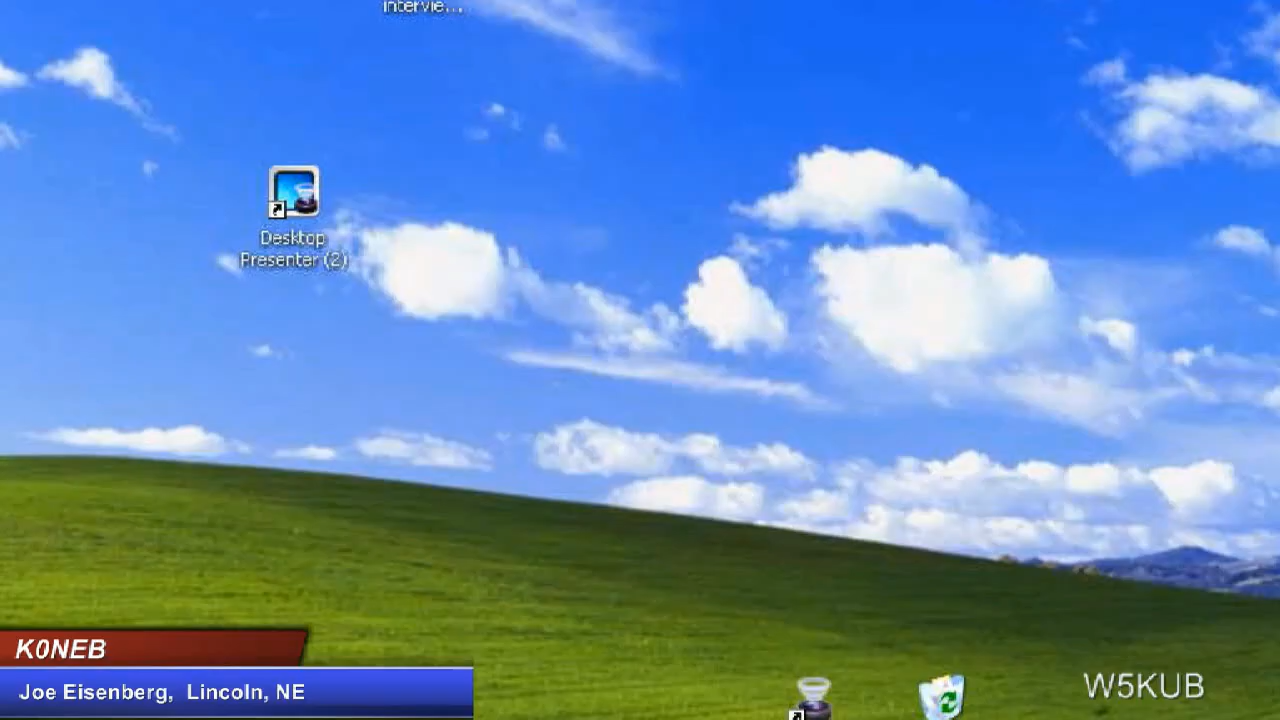 intervie...
Desktop
Presenter (2)
K0NEB
Joe Eisenberg, Lincoln, NE
W5KUB